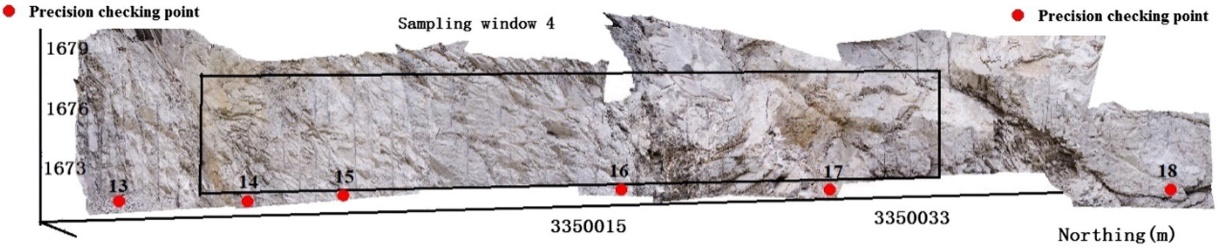 Precision checking point
Precision checking point
Sampling window 4
1679
1676
1673
13
14
15
16
17
18
3350015
3350033
Northing(m)